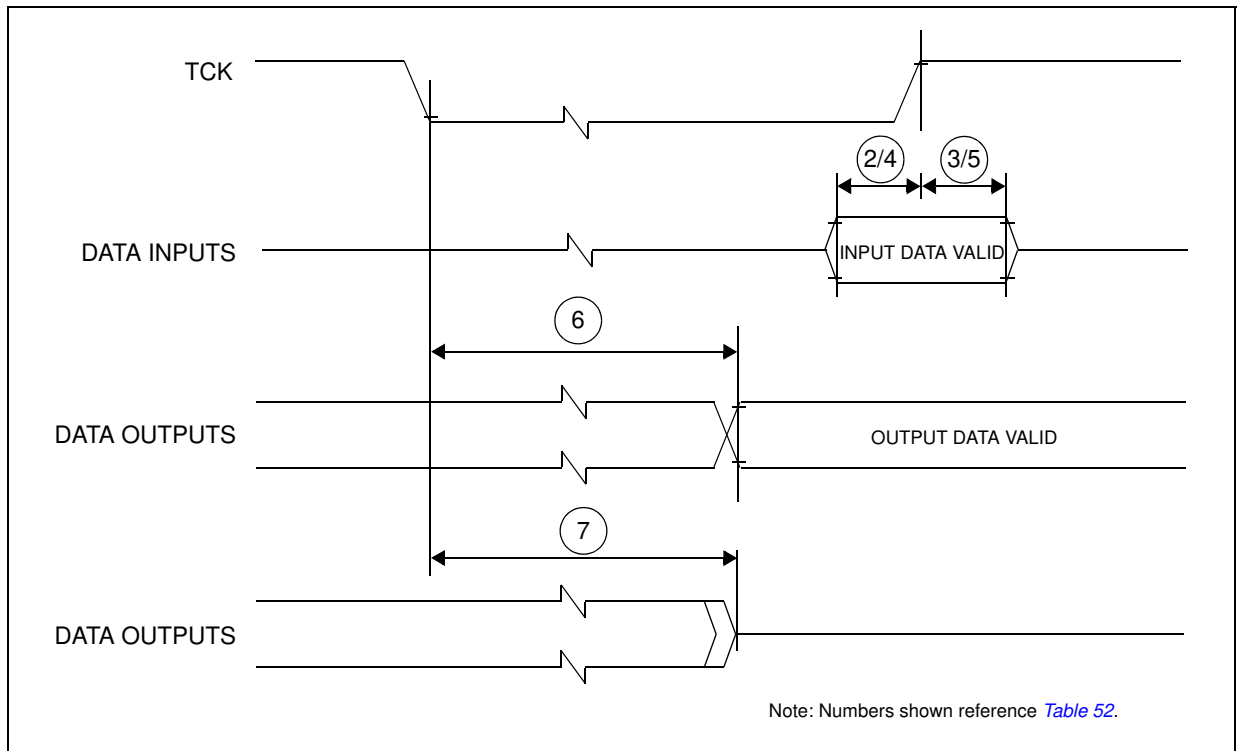 TCK
2/4
3/5
DATA INPUTS
INPUT DATA VALID
6
DATA OUTPUTS
OUTPUT DATA VALID
7
DATA OUTPUTS
Note: Numbers shown reference Table 52.